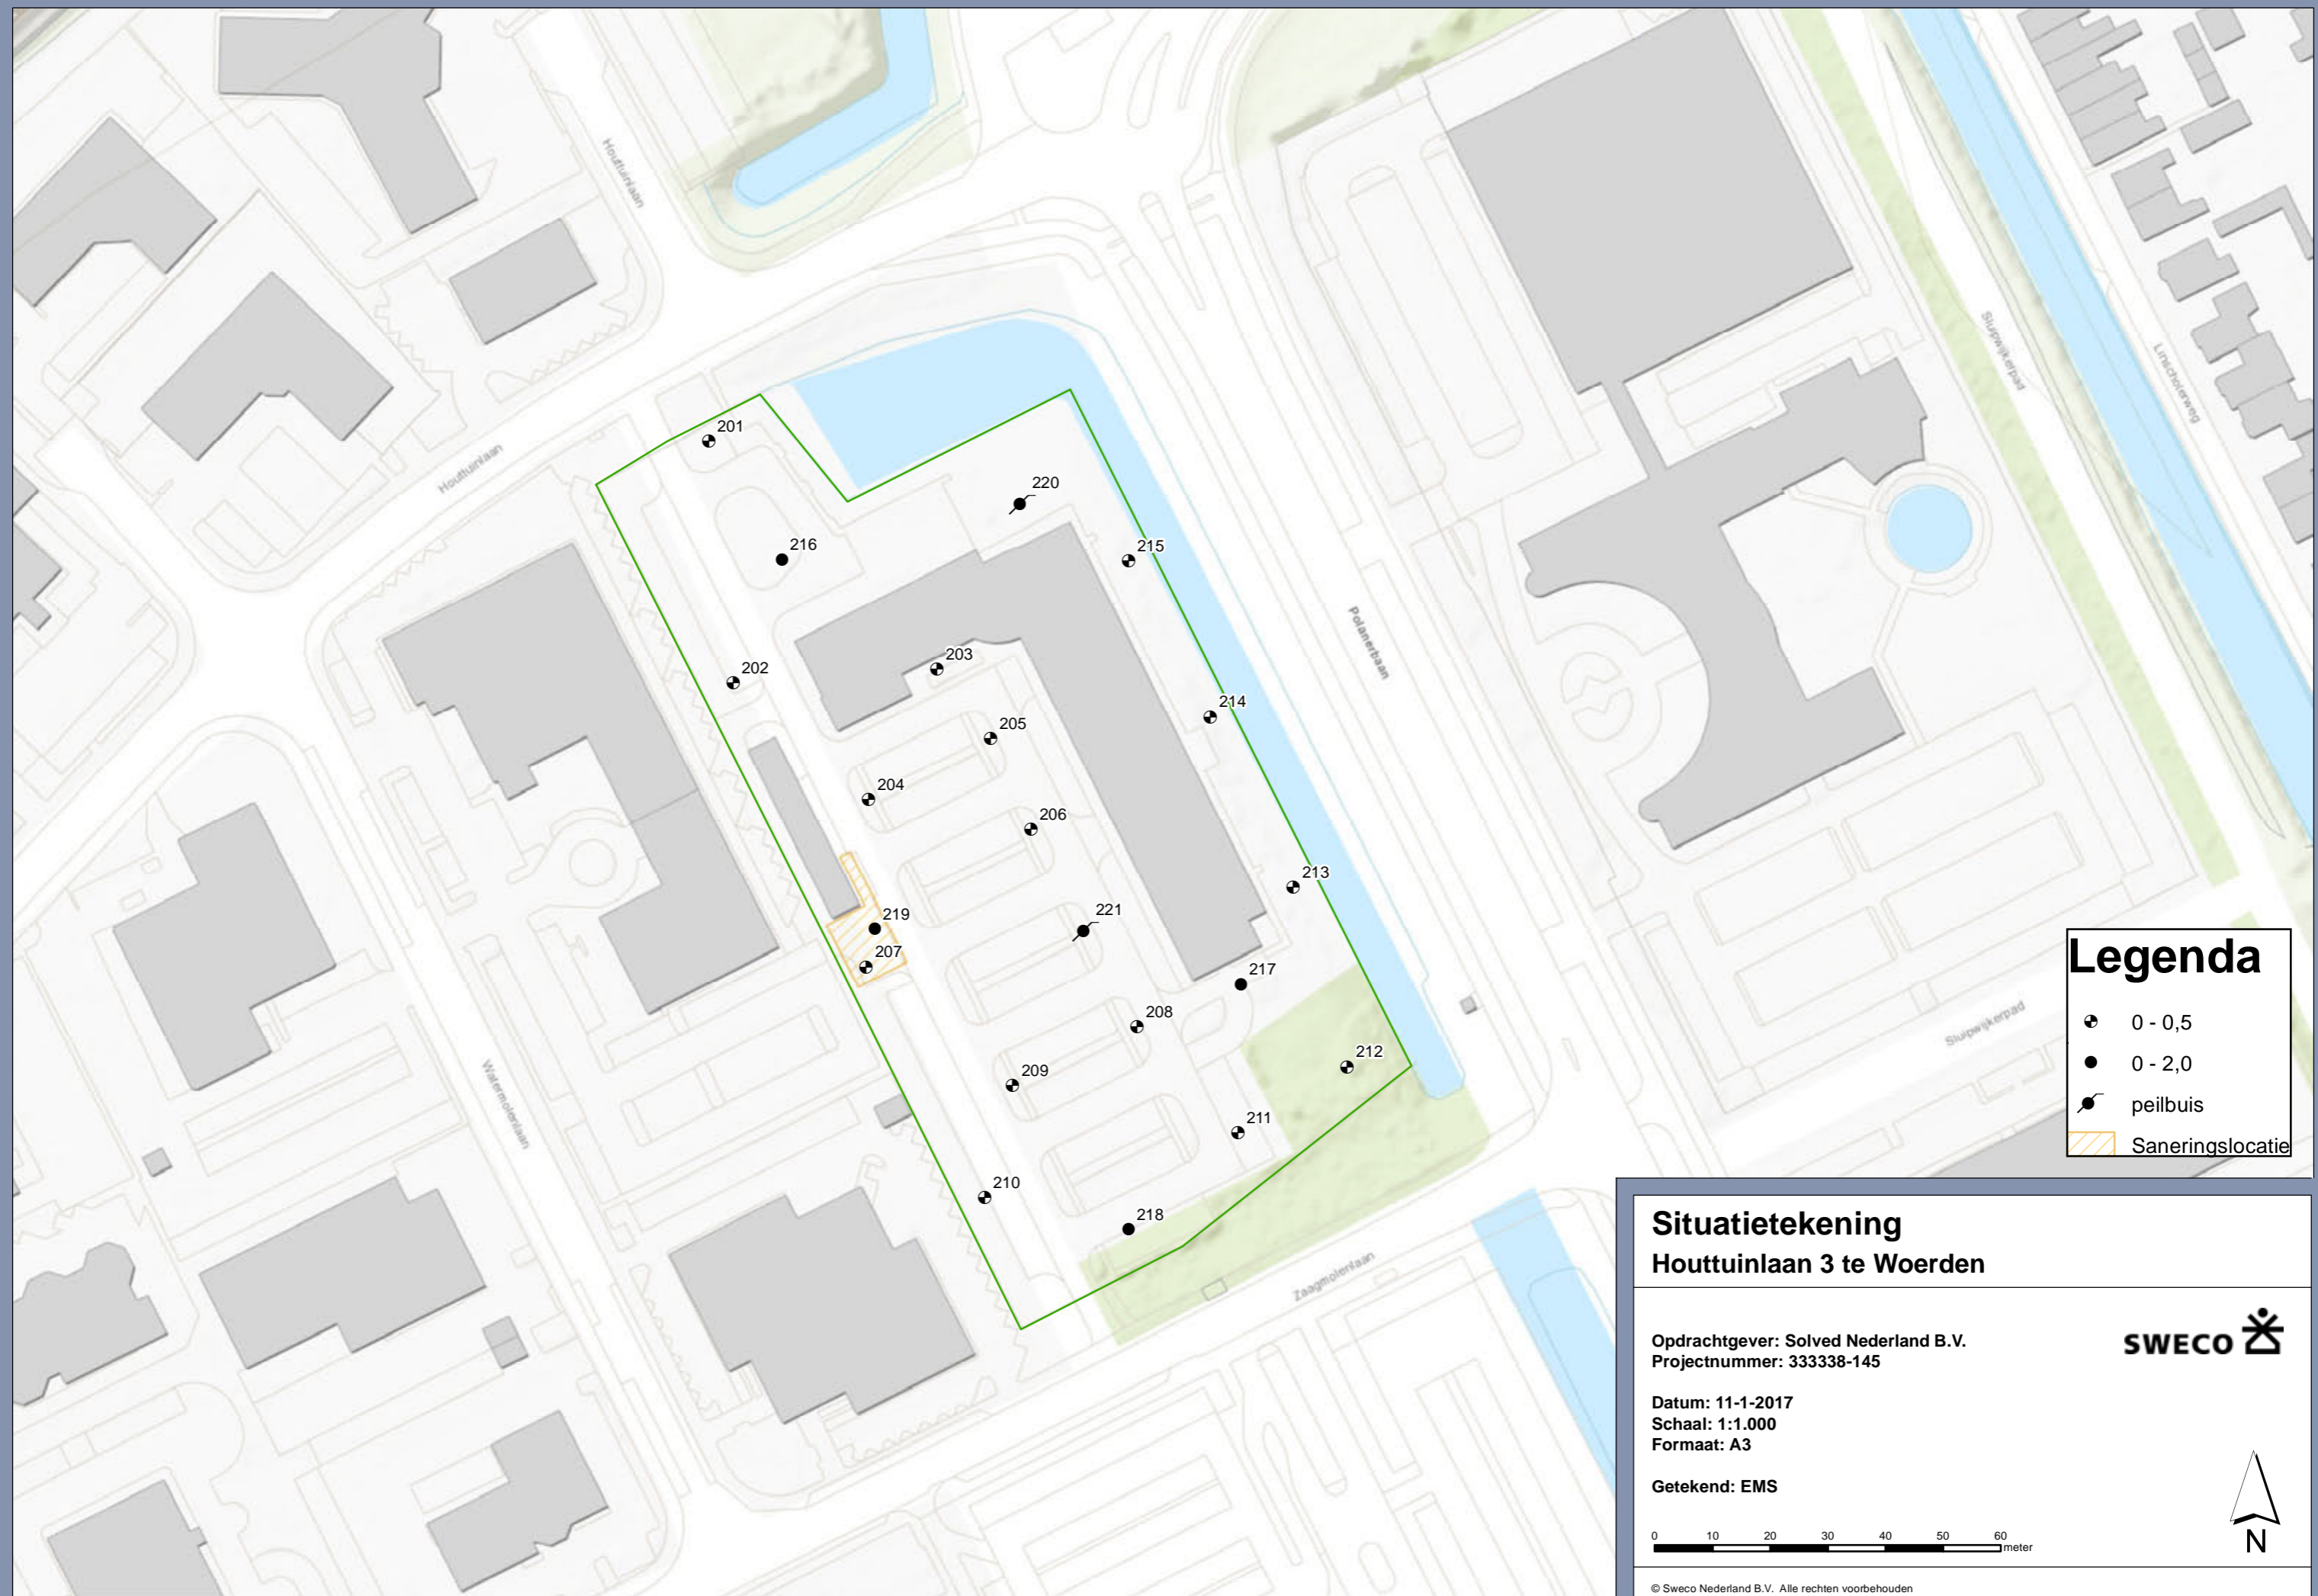 Houttuinlaan
Houttuinlaan
201
220
216
215
Polanerbaan
Sluipwijkerpad
Linschoterweg
203
202
214
205
204
206
213
219
221
207
217
208
212
209
211
210
218
Watermolenlaan
Zaagmolenlaan
Sluipwijkerpad
Legenda
0 - 0,5
0 - 2,0
peilbuis
Saneringslocatie
Situatietekening
Houttuinlaan 3 te Woerden
Opdrachtgever: Solved Nederland B.V.
Projectnummer: 333338-145
SWECO
Datum: 11-1-2017
Schaal: 1:1.000
Formaat: A3
Getekend: EMS
0 10 20 30 40 50 60
meter
N
© Sweco Nederland B.V. Alle rechten voorbehouden